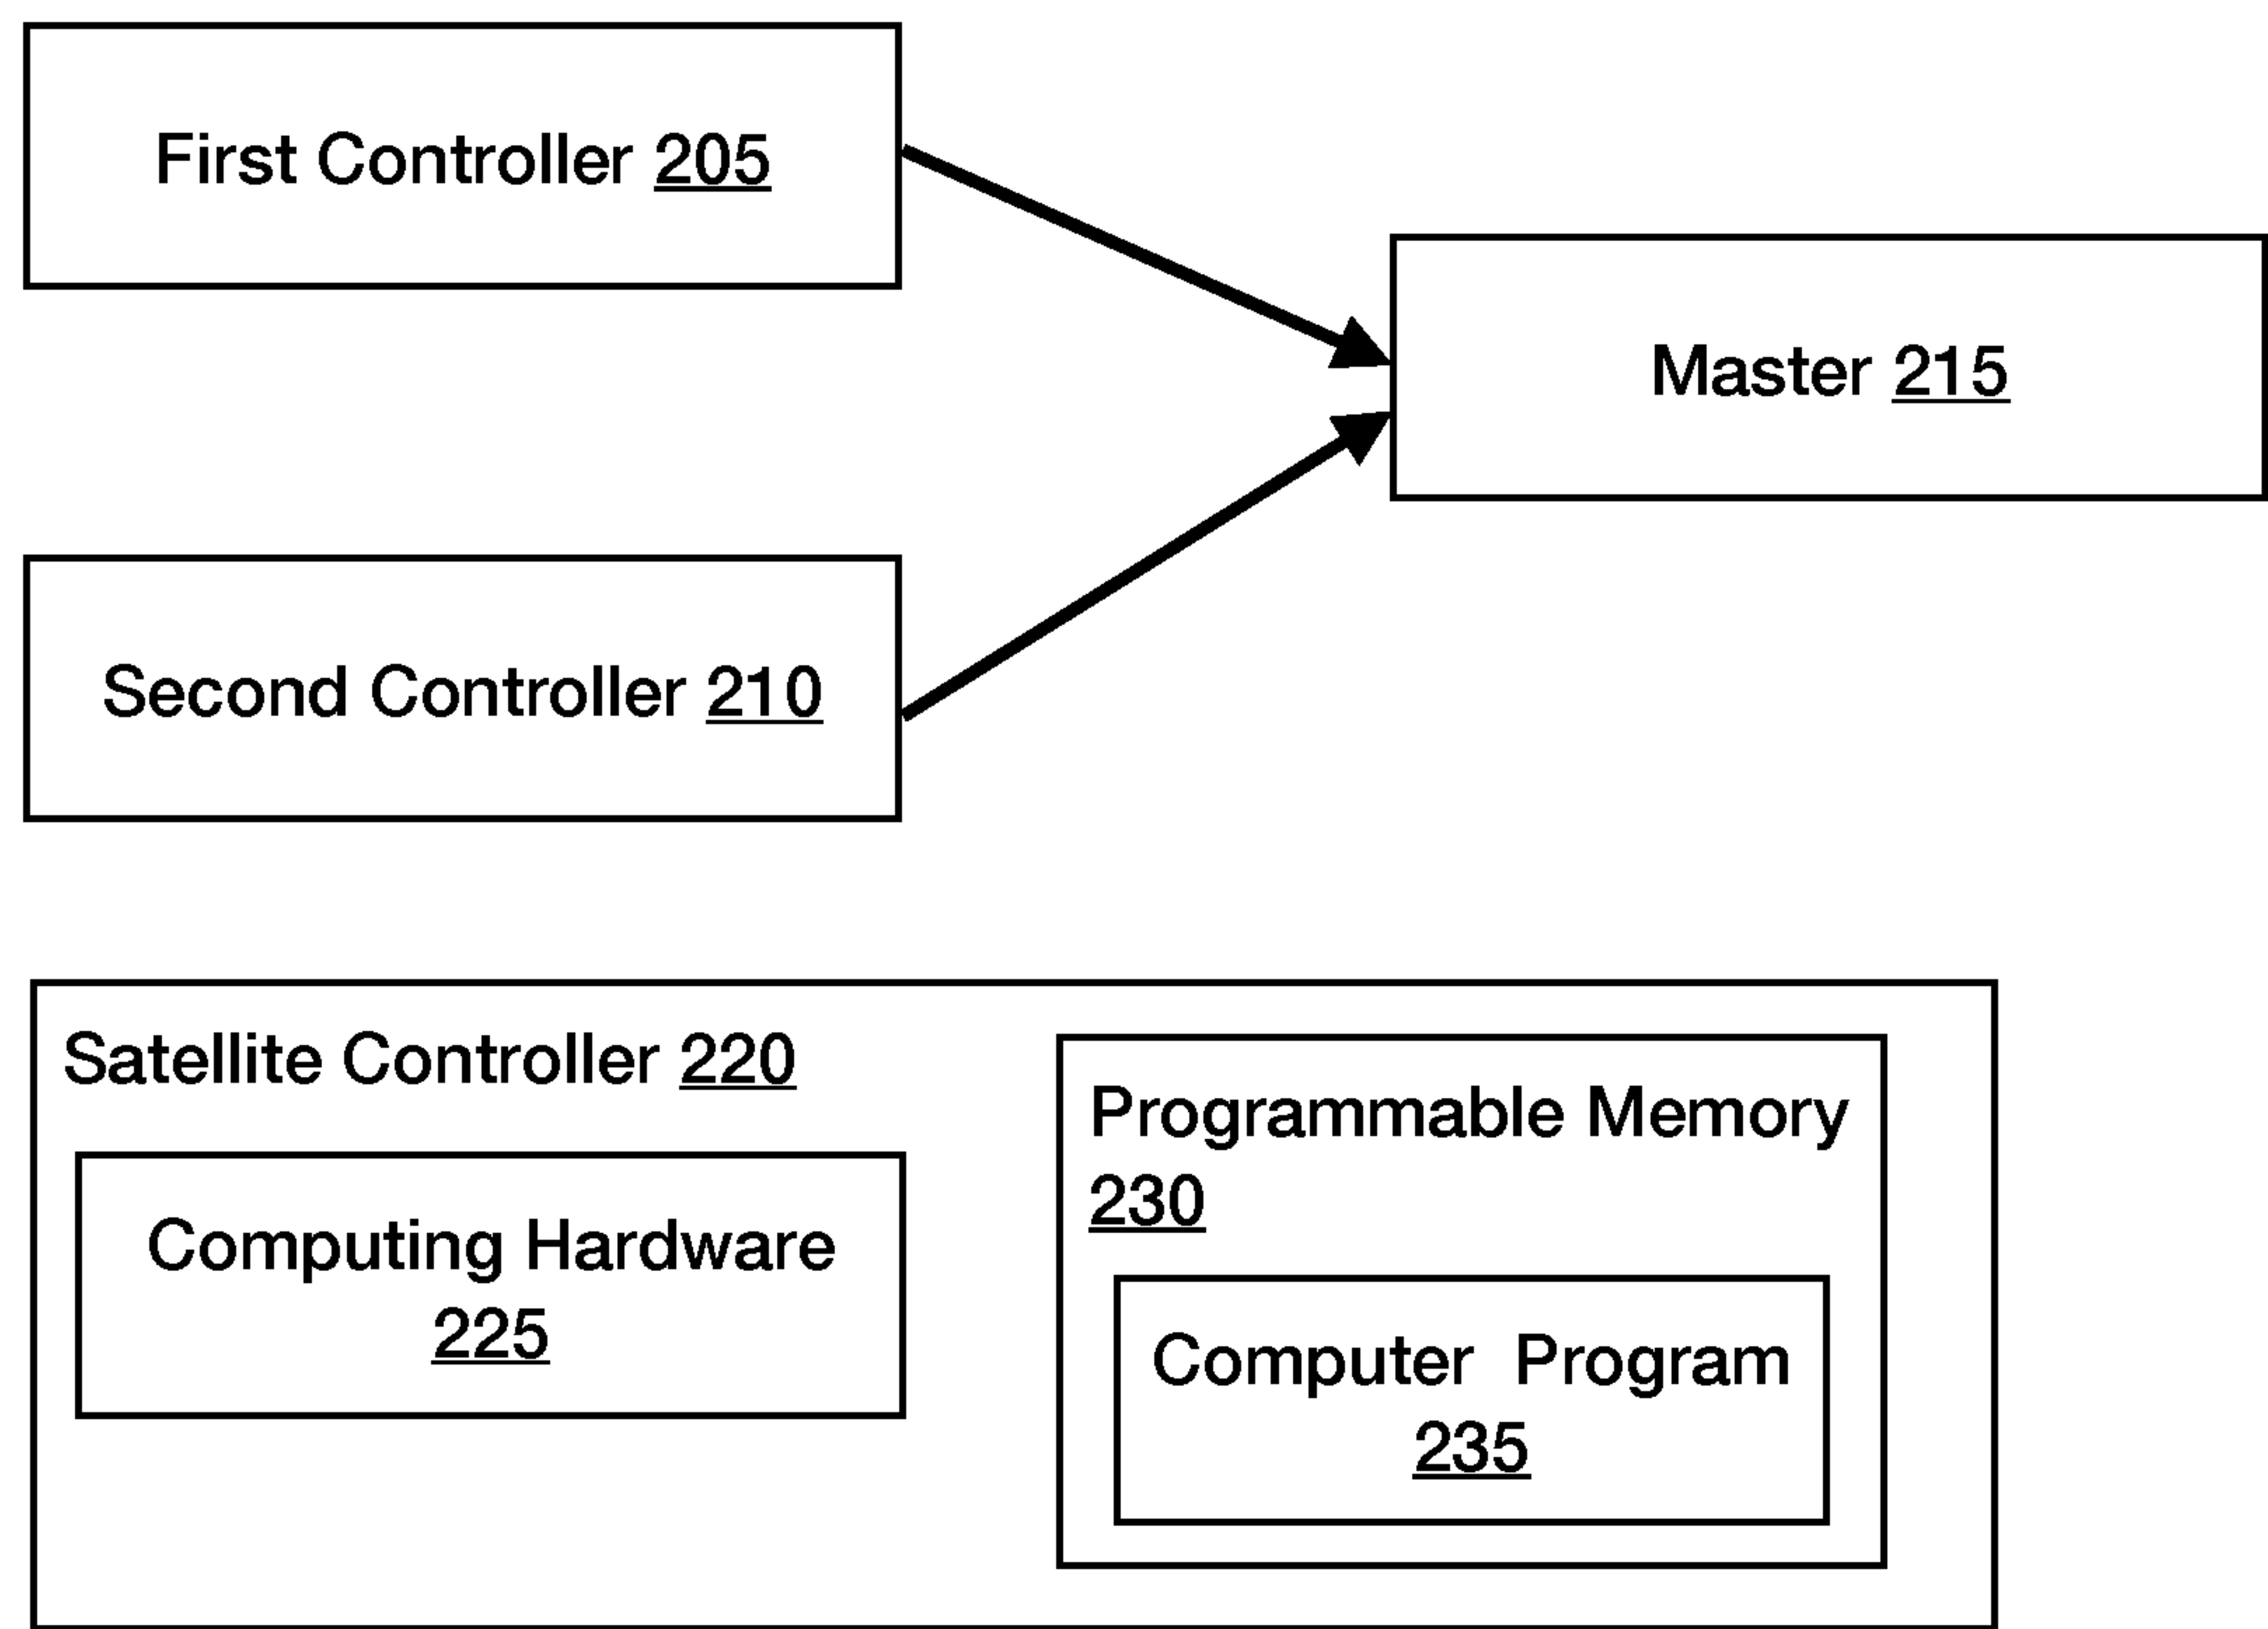 First Controller 205
Master 215
Second Controller 210
Satellite Controller 220
Computing Hardware
225
Programmable Memory
230
Computer Program
235